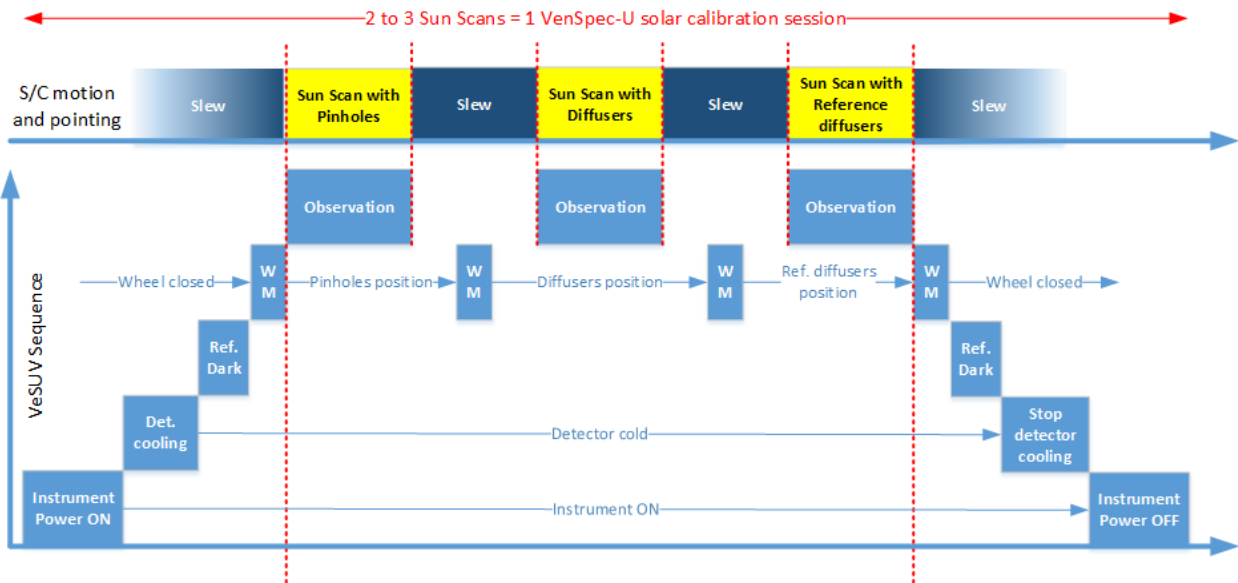 2 to 3 Sun Scans = 1 VenSpec-U solar calibration session
S/C motion
and pointing
Slew
Sun Scan with
Pinholes
Slew
Sun Scan with
Diffusers
Slew
Sun Scan with
Reference
diffusers
Slew
VeSUV Sequence
Observation
Observation
Observation
Wheel closed
W
M
Pinholes position
W
M
Diffusers position
W
M
Ref. diffusers
position
W
M
Wheel closed
Ref.
Dark
Ref.
Dark
Det.
cooling
Detector cold
Stop
detector
cooling
Instrument
Power ON
Instrument ON
Instrument
Power OFF